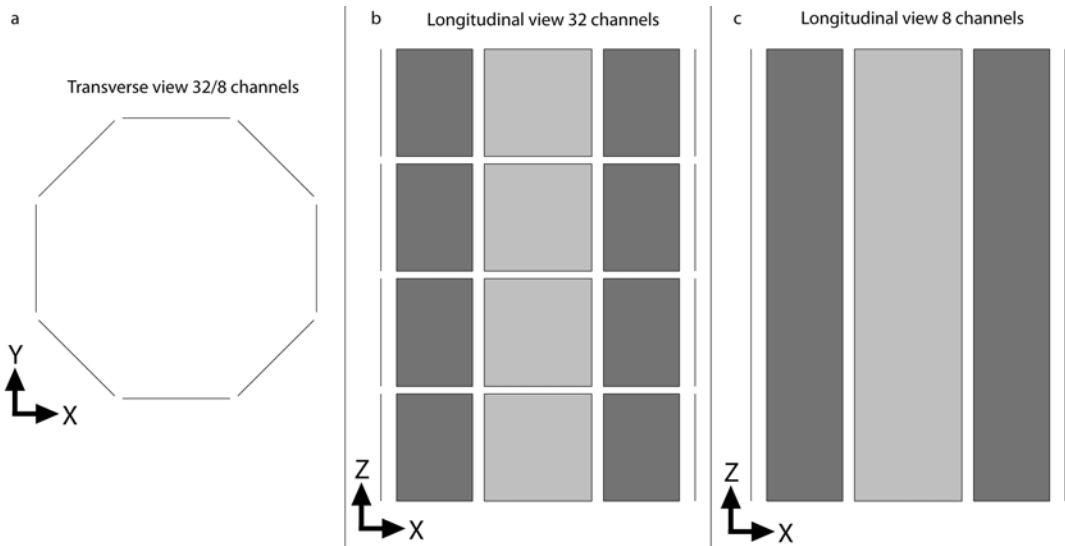 a
Transverse view 32/8 channels
Y
X
b
Longitudinal view 32 channels
Z
X
c
Longitudinal view 8 channels
Z
X